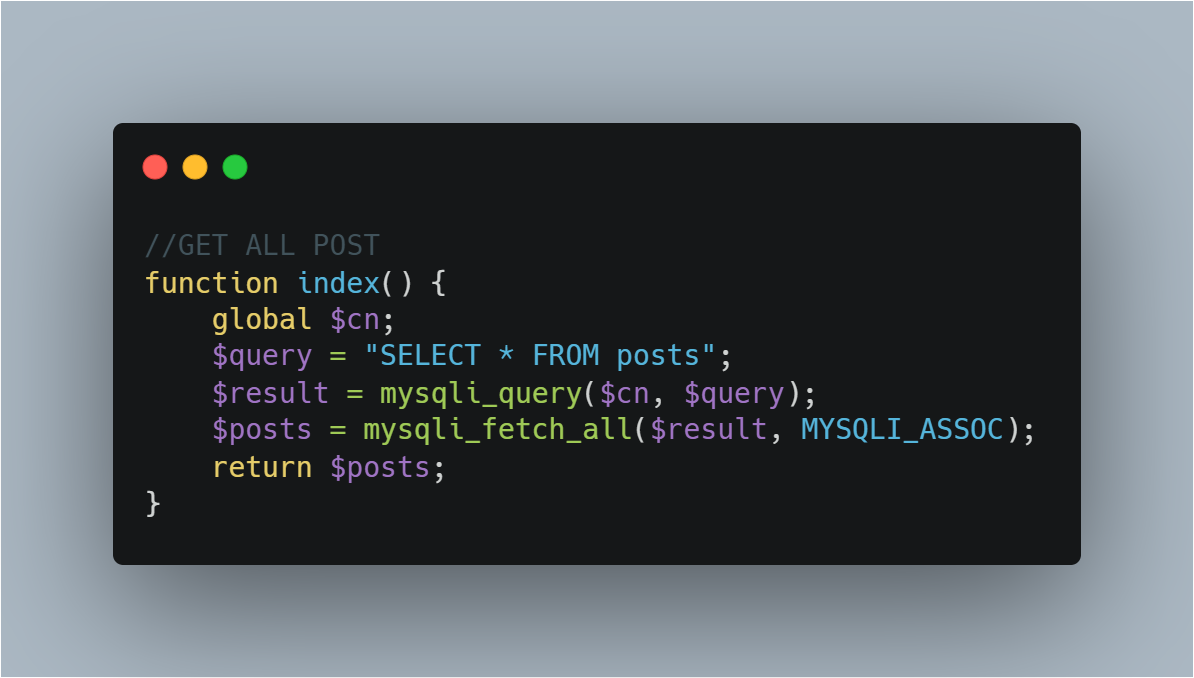 //GET ALL POST
function index() {
    global $cn;
    $query = "SELECT * FROM posts";
    $result = mysqli_query($cn, $query);
    $posts = mysqli_fetch_all($result, MYSQLI_ASSOC);
    return $posts;
}